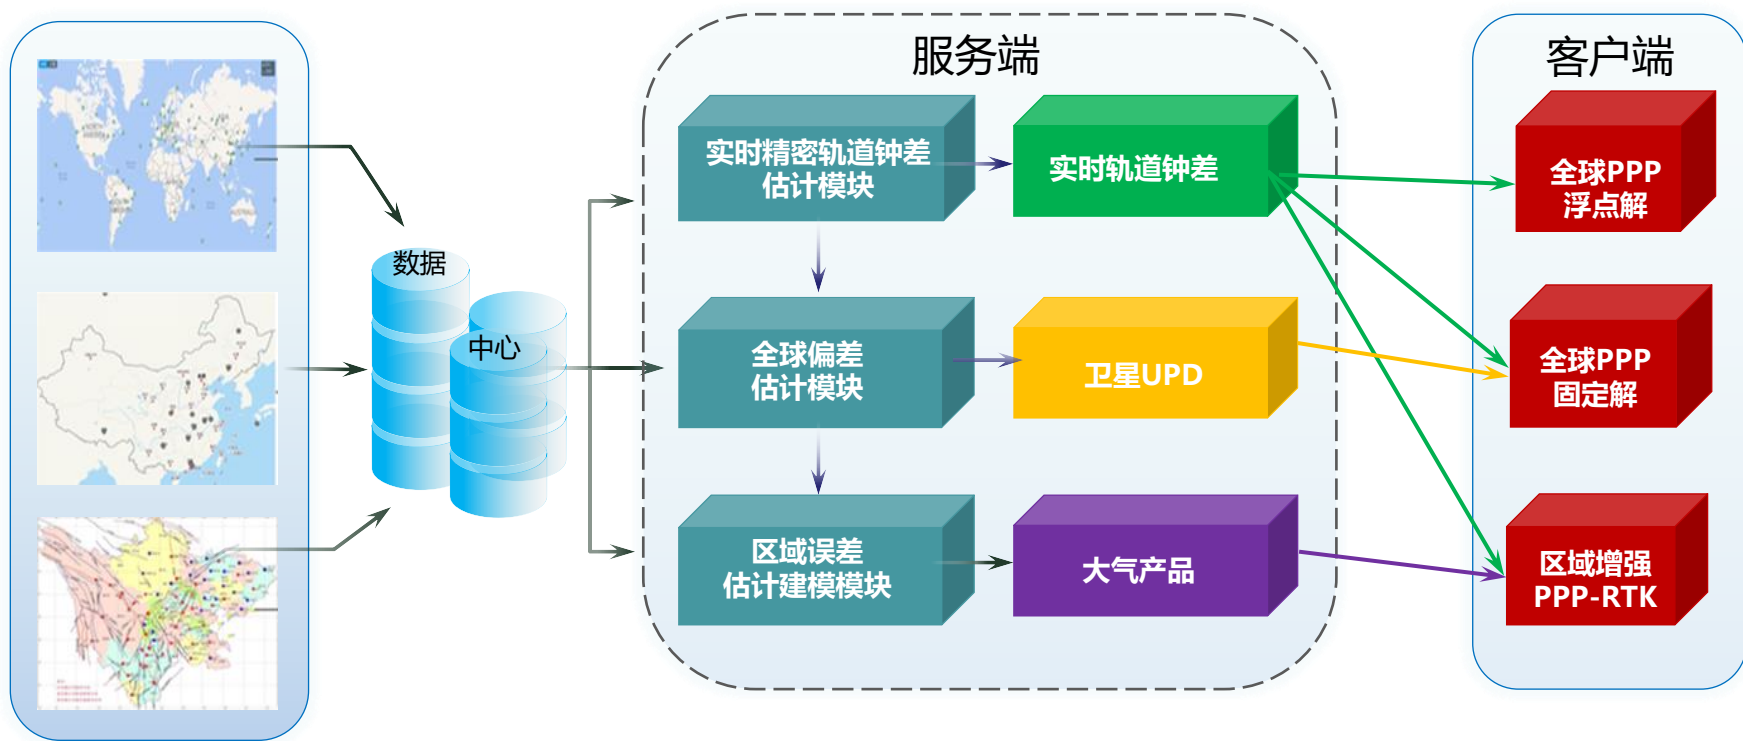 服务端
客户端
数据
中心
实时精密轨道钟差
估计模块
实时轨道钟差
全球PPP
浮点解
全球偏差
估计模块
卫星UPD
全球PPP
固定解
区域误差
估计建模模块
大气产品
区域增强
PPP-RTK